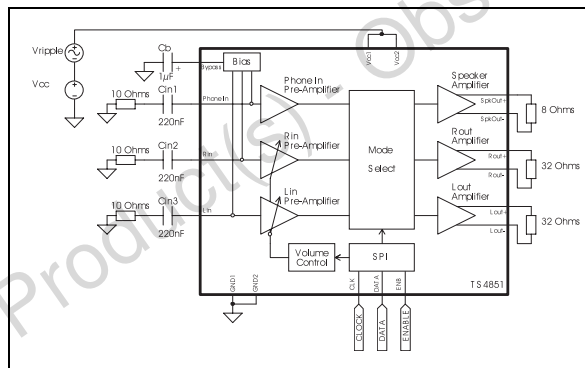 Product(s) - Obs
Vripple
Vcc
Cb
1µF
+
Bypass
Bias
Vcc1
Vcc2
10 Ohms
Cin1
220nF
Phone In
Phone In
Pre-Amplifier
Speaker
Amplifier
SpkOut+
SpkOut-
8 Ohms
10 Ohms
Cin2
220nF
R In
Rin
Pre-Amplifier
Mode
Select
Rout
Amplifier
Rout+
Rout-
32 Ohms
10 Ohms
Cin3
220nF
L In
Lin
Pre-Amplifier
Lout
Amplifier
Lout+
Lout-
32 Ohms
Volume
Control
SPI
GND1
GND2
CLK
DATA
ENB
TS4851
CLOCK
DATA
ENABLE